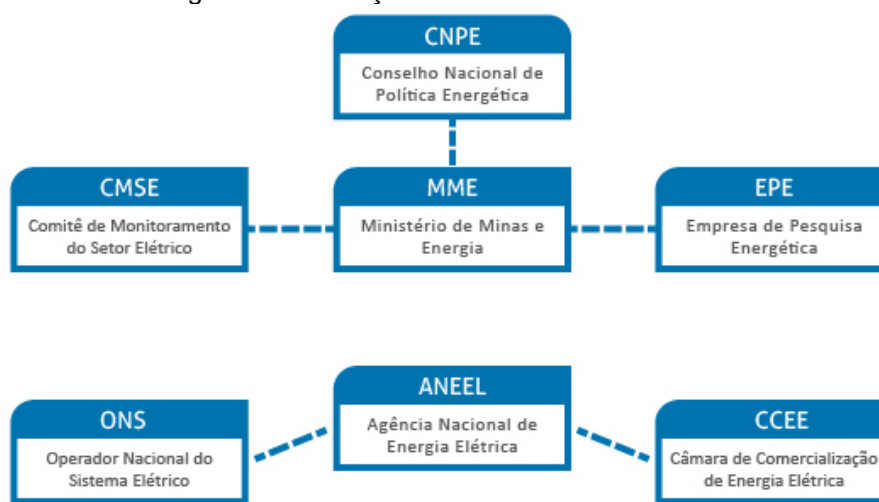 CNPE
Conselho Nacional de
Política Energética
CMSE
Comitê de Monitoramento
do Setor Elétrico
MME
Ministério de Minas e
Energia
EPE
Empresa de Pesquisa
Energética
ONS
Operador Nacional do
Sistema Elétrico
ANEEL
Agência Nacional de
Energia Elétrica
CCEE
Câmara de Comercialização
de Energia Elétrica